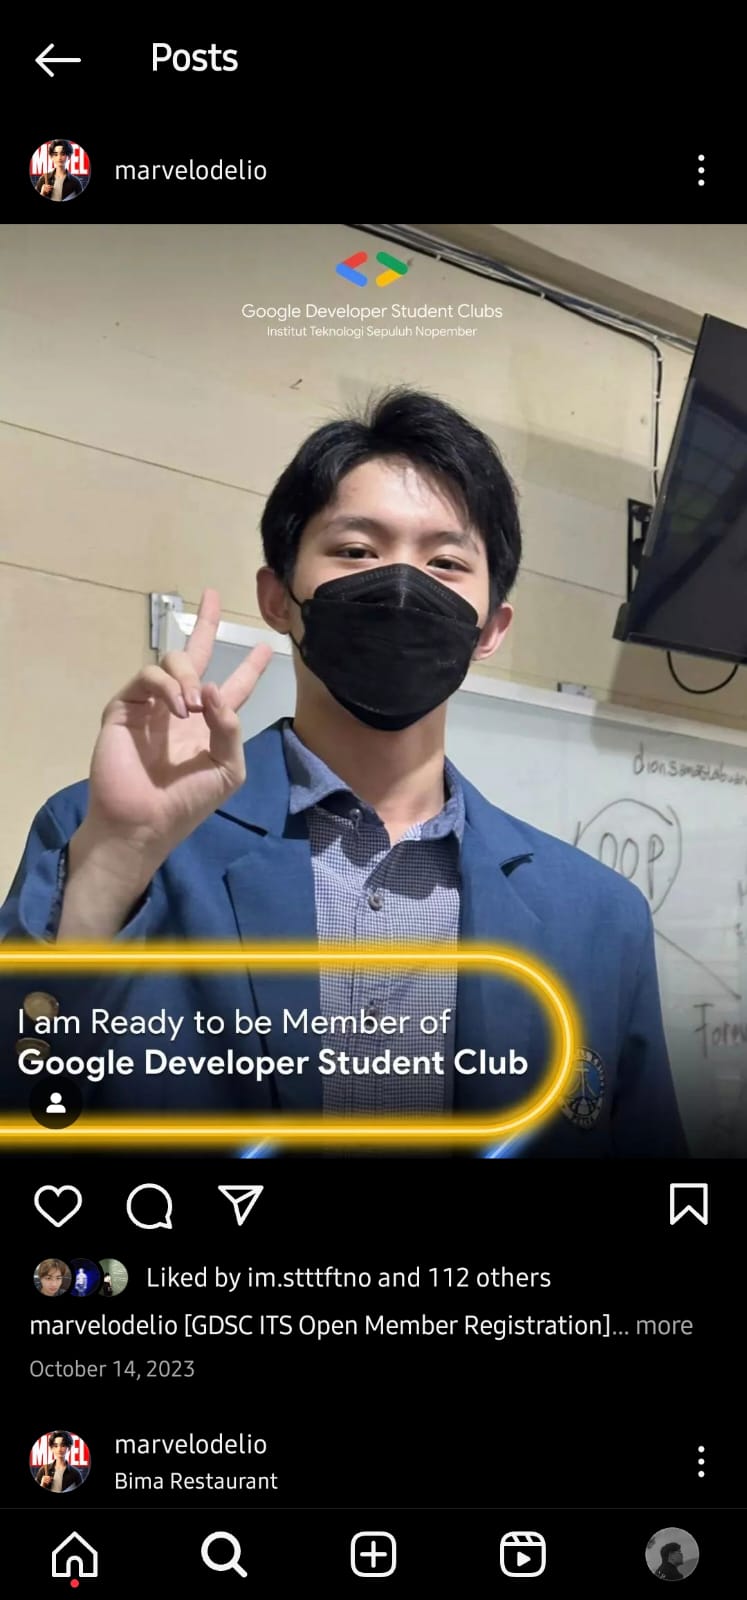 Posts
MARVEL
marvelodelio
Google Developer Student Clubs
Institut Teknologi Sepuluh Nopember
OOP
I am Ready to be Member of
Google Developer Student Club
Liked by im.stttftno and 112 others
marvelodelio [GDSC ITS Open Member Registration]... more
October 14, 2023
MARVEL
marvelodelio
Bima Restaurant